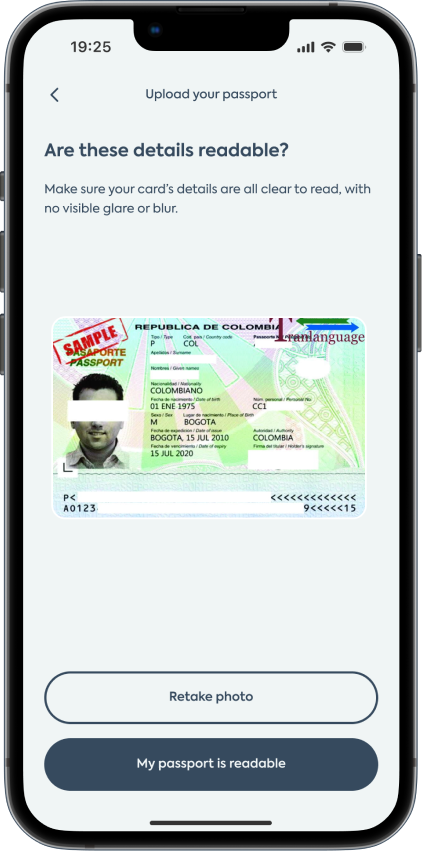 19:25
Upload your passport
Are these details readable?
Make sure your card's details are all clear to read, with
no visible glare or blur.
REPUBLICA DE COLOMBIA
Tranlanguage
SAMPLE
PASAPORTE
PASSPORT
Tipo / Type
Cod. país / Country code
P
COL
Apellidos / Surname
Nombres / Given names
Nacionalidad / Nationality
COLOMBIANO
Fecha de nacimiento / Date of birth
Num. personal / Personal No.
01 ENE 1975
CC1
Sexo / Sex
Lugar de nacimiento / Place of Birth
M
BOGOTA
Fecha de expedición / Date of issue
Autoridad / Authority
BOGOTA, 15 JUL 2010
COLOMBIA
Fecha de vencimiento / Date of expiry
Firma del titular / Holder's signature
15 JUL 2020
P< <<<<<<<<<<<<<
A0123 9<<<<<15
Retake photo
My passport is readable